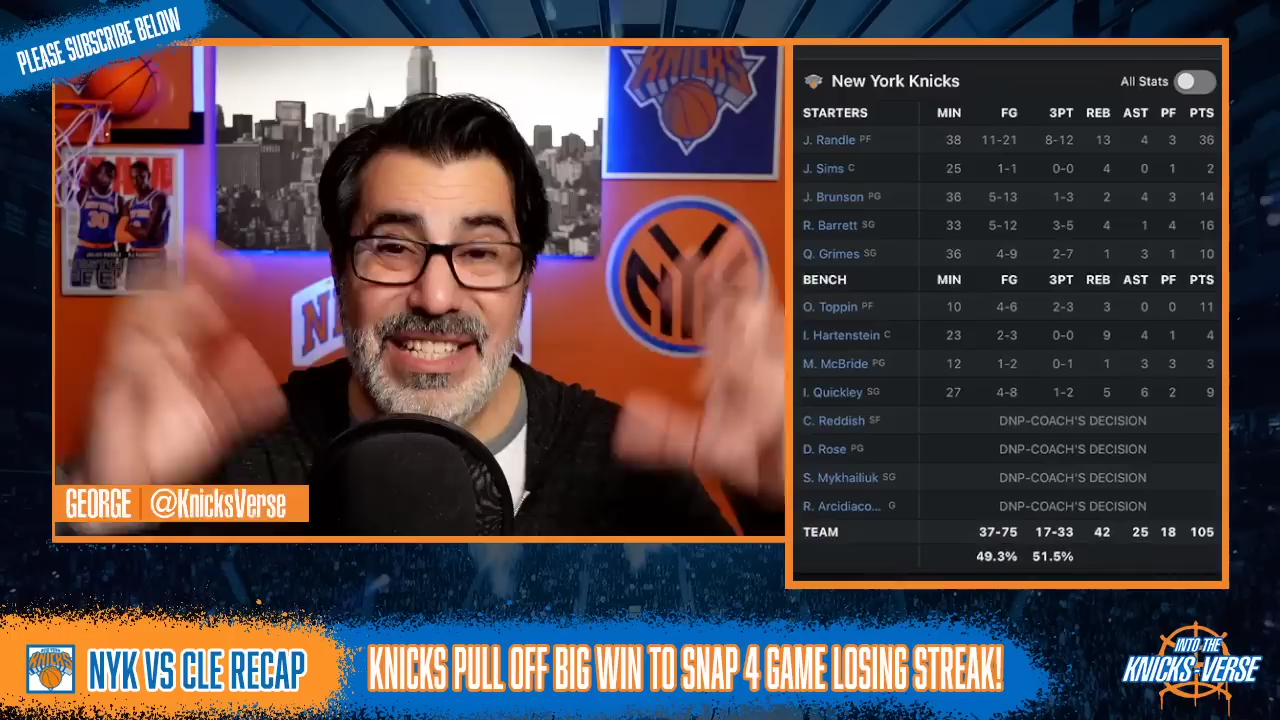 PLEASE SUBSCRIBE BELOW
KNICKS
30
NY
GEORGE | @KnicksVerse
New York Knicks All Stats
STARTERS MIN FG 3PT REB AST PF PTS
J. Randle PF 38 11-21 8-12 13 4 3 36
J. Sims C 25 1-1 0-0 4 0 1 2
J. Brunson PG 36 5-13 1-3 2 4 3 14
R. Barrett SG 33 5-12 3-5 4 1 4 16
Q. Grimes SG 36 4-9 2-7 1 3 1 10
BENCH MIN FG 3PT REB AST PF PTS
O. Toppin PF 10 4-6 2-3 3 0 0 11
I. Hartenstein C 23 2-3 0-0 9 4 1 4
M. McBride PG 12 1-2 0-1 1 3 3 3
I. Quickley SG 27 4-8 1-2 5 6 2 9
C. Reddish SF DNP-COACH'S DECISION
D. Rose PG DNP-COACH'S DECISION
S. Mykhailiuk SG DNP-COACH'S DECISION
R. Arcidiaco... G DNP-COACH'S DECISION
TEAM 37-75 17-33 42 25 18 105
49.3% 51.5%
KNICKS
NYK VS CLE RECAP
KNICKS PULL OFF BIG WIN TO SNAP 4 GAME LOSING STREAK!
INTO THE
KNICKS-VERSE